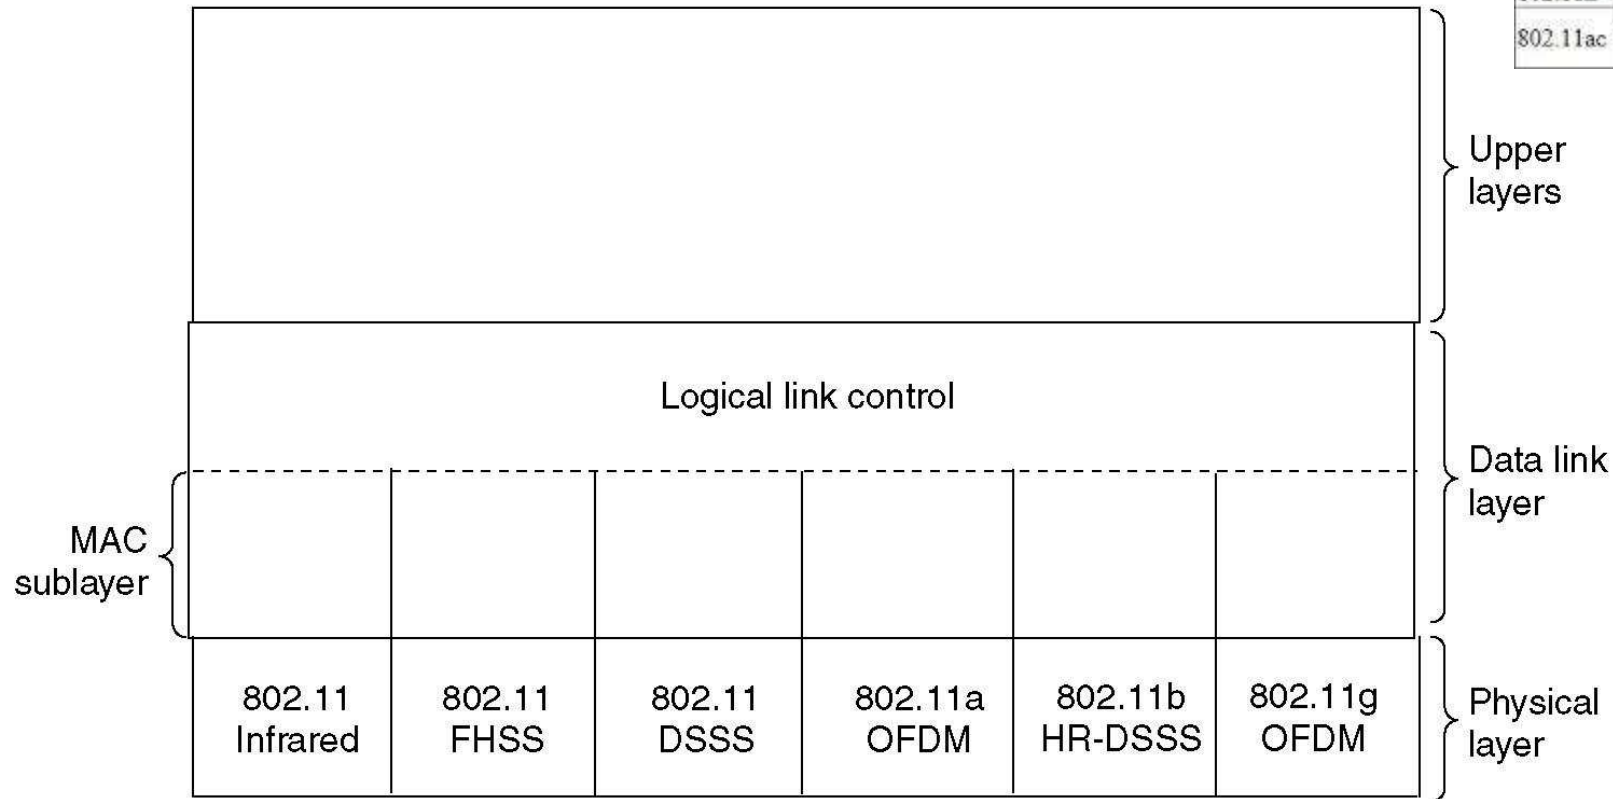 802.11ac
Upper
layers
Logical link control
Data link
layer
MAC
sublayer
802.11
Infrared
802.11
FHSS
802.11
DSSS
802.11a
OFDM
802.11b
HR-DSSS
802.11g
OFDM
Physical
layer